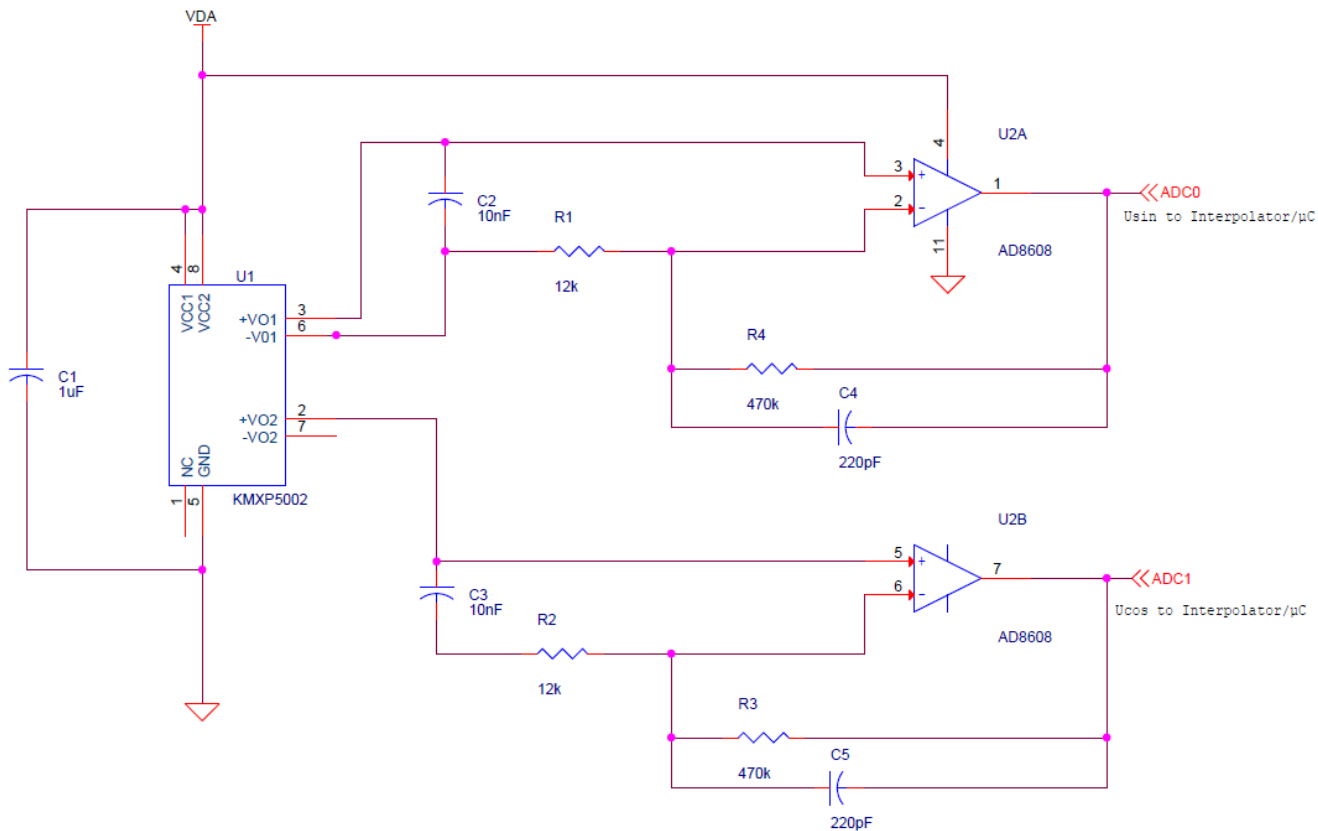 VDA
U2A
4
3
+
1
ADC0
2
-
Usin to Interpolator/µC
C2
10nF
R1
11
AD8608
12k
4
8
U1
VCC1
VCC2
+VO1
3
-V01
6
R4
C1
1uF
470k
C4
+VO2
2
-VO2
7
220pF
NC
GND
1
5
KMXP5002
U2B
5
+
7
6
-
ADC1
C3
10nF
Ucos to Interpolator/µC
R2
AD8608
12k
R3
C5
470k
220pF